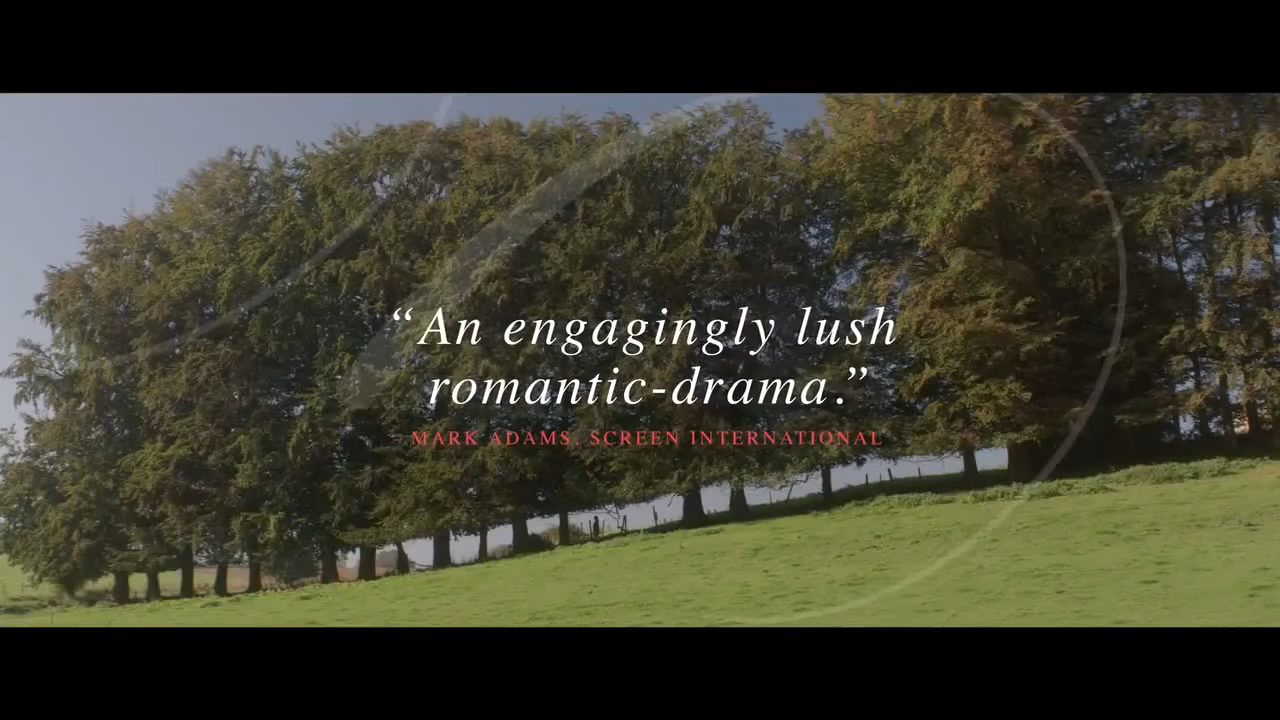 “An engagingly lush
romantic-drama.”
MARK ADAMS. SCREEN INTERNATIONAL